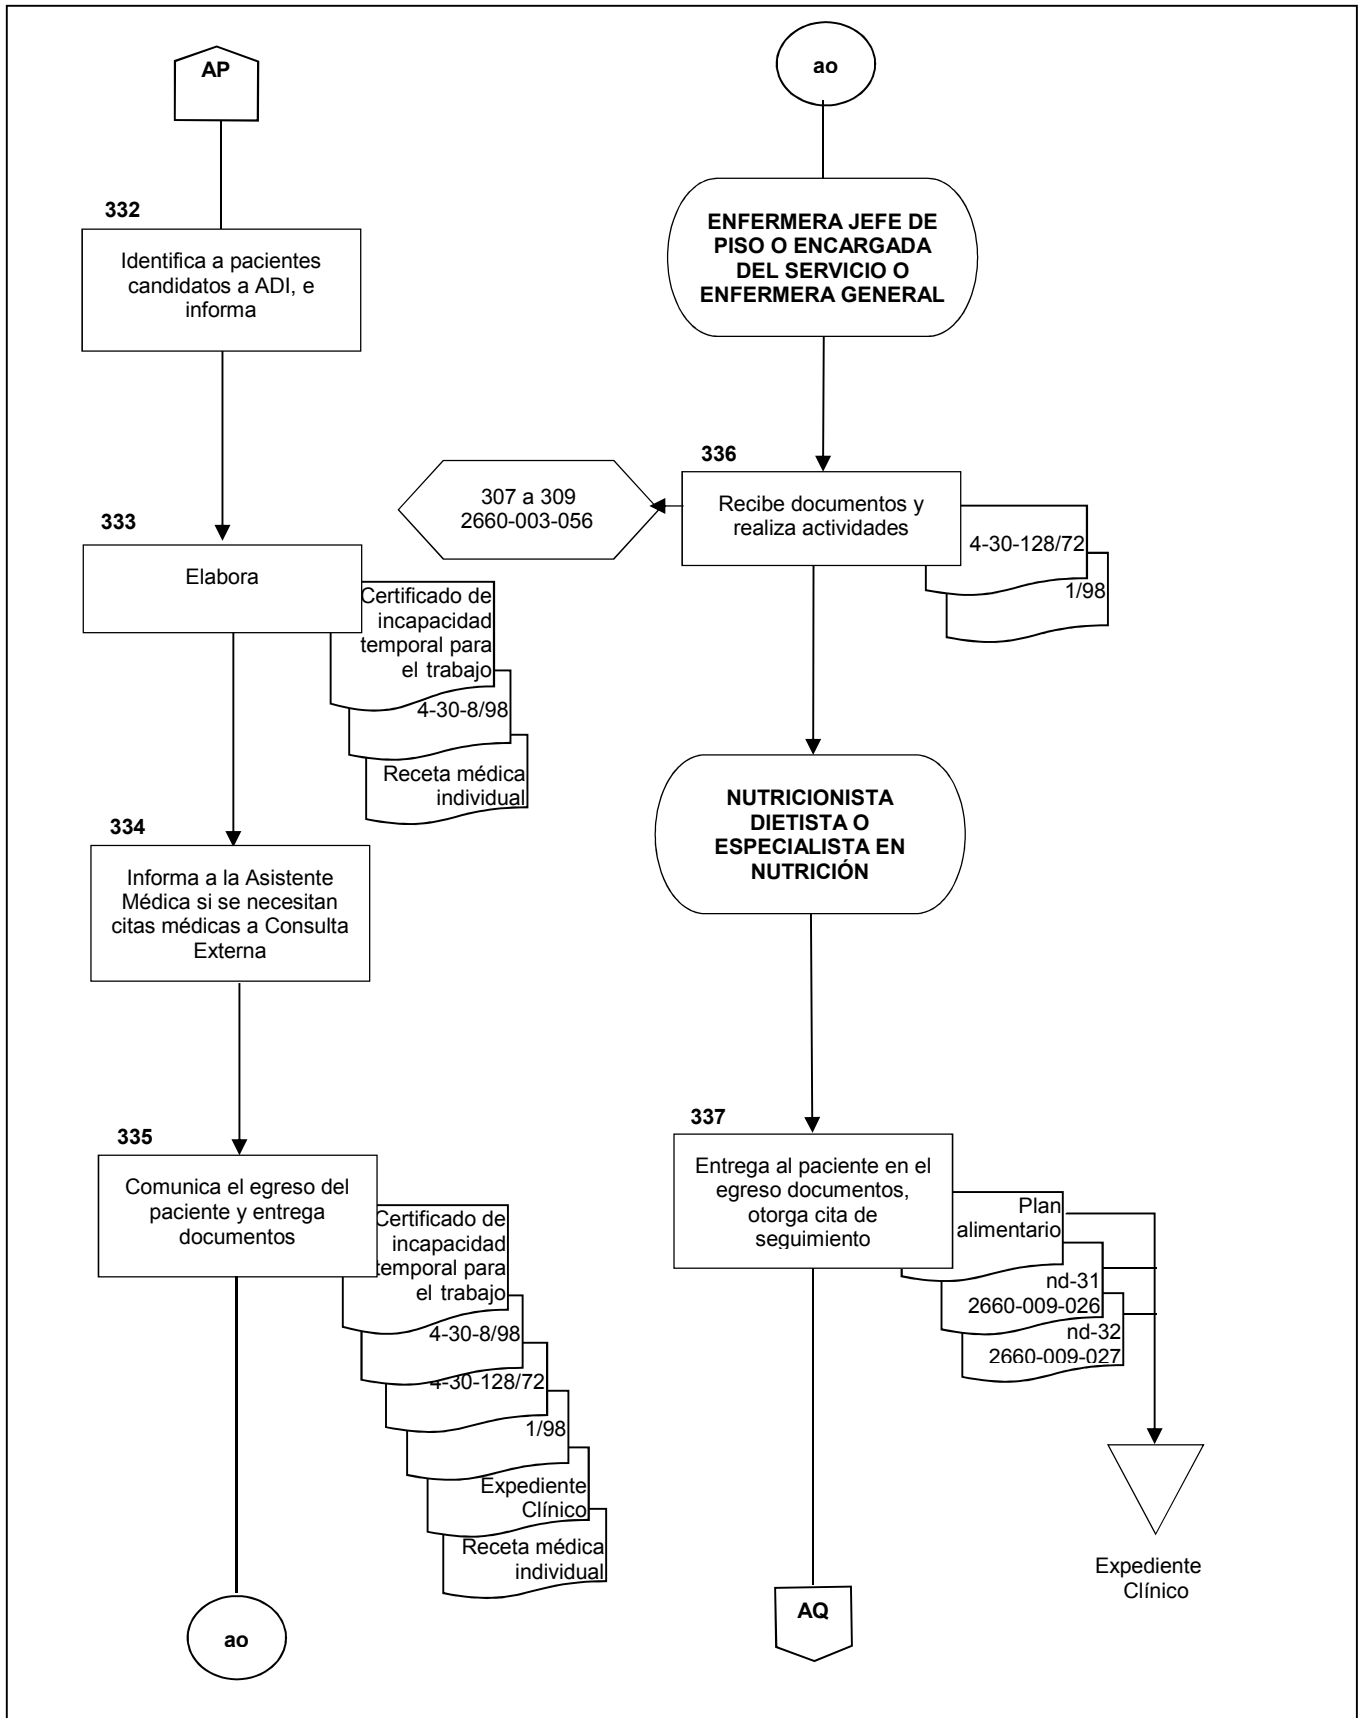 AP
332
Identifica a pacientes
candidatos a ADI, e
informa
333
Elabora
Certificado de
incapacidad
temporal para
el trabajo
4-30-8/98
Receta médica
individual
334
Informa a la Asistente
Médica si se necesitan
citas médicas a Consulta
Externa
335
Comunica el egreso del
paciente y entrega
documentos
Certificado de
incapacidad
temporal para
el trabajo
4-30-8/98
4-30-128/72
1/98
Expediente
Clínico
Receta médica
individual
ao
ao
ENFERMERA JEFE DE
PISO O ENCARGADA
DEL SERVICIO O
ENFERMERA GENERAL
336
Recibe documentos y
realiza actividades
307 a 309
2660-003-056
4-30-128/72
1/98
NUTRICIONISTA
DIETISTA O
ESPECIALISTA EN
NUTRICIÓN
337
Entrega al paciente en el
egreso documentos,
otorga cita de
seguimiento
Plan
alimentario
nd-31
2660-009-026
nd-32
2660-009-027
Expediente
Clínico
AQ